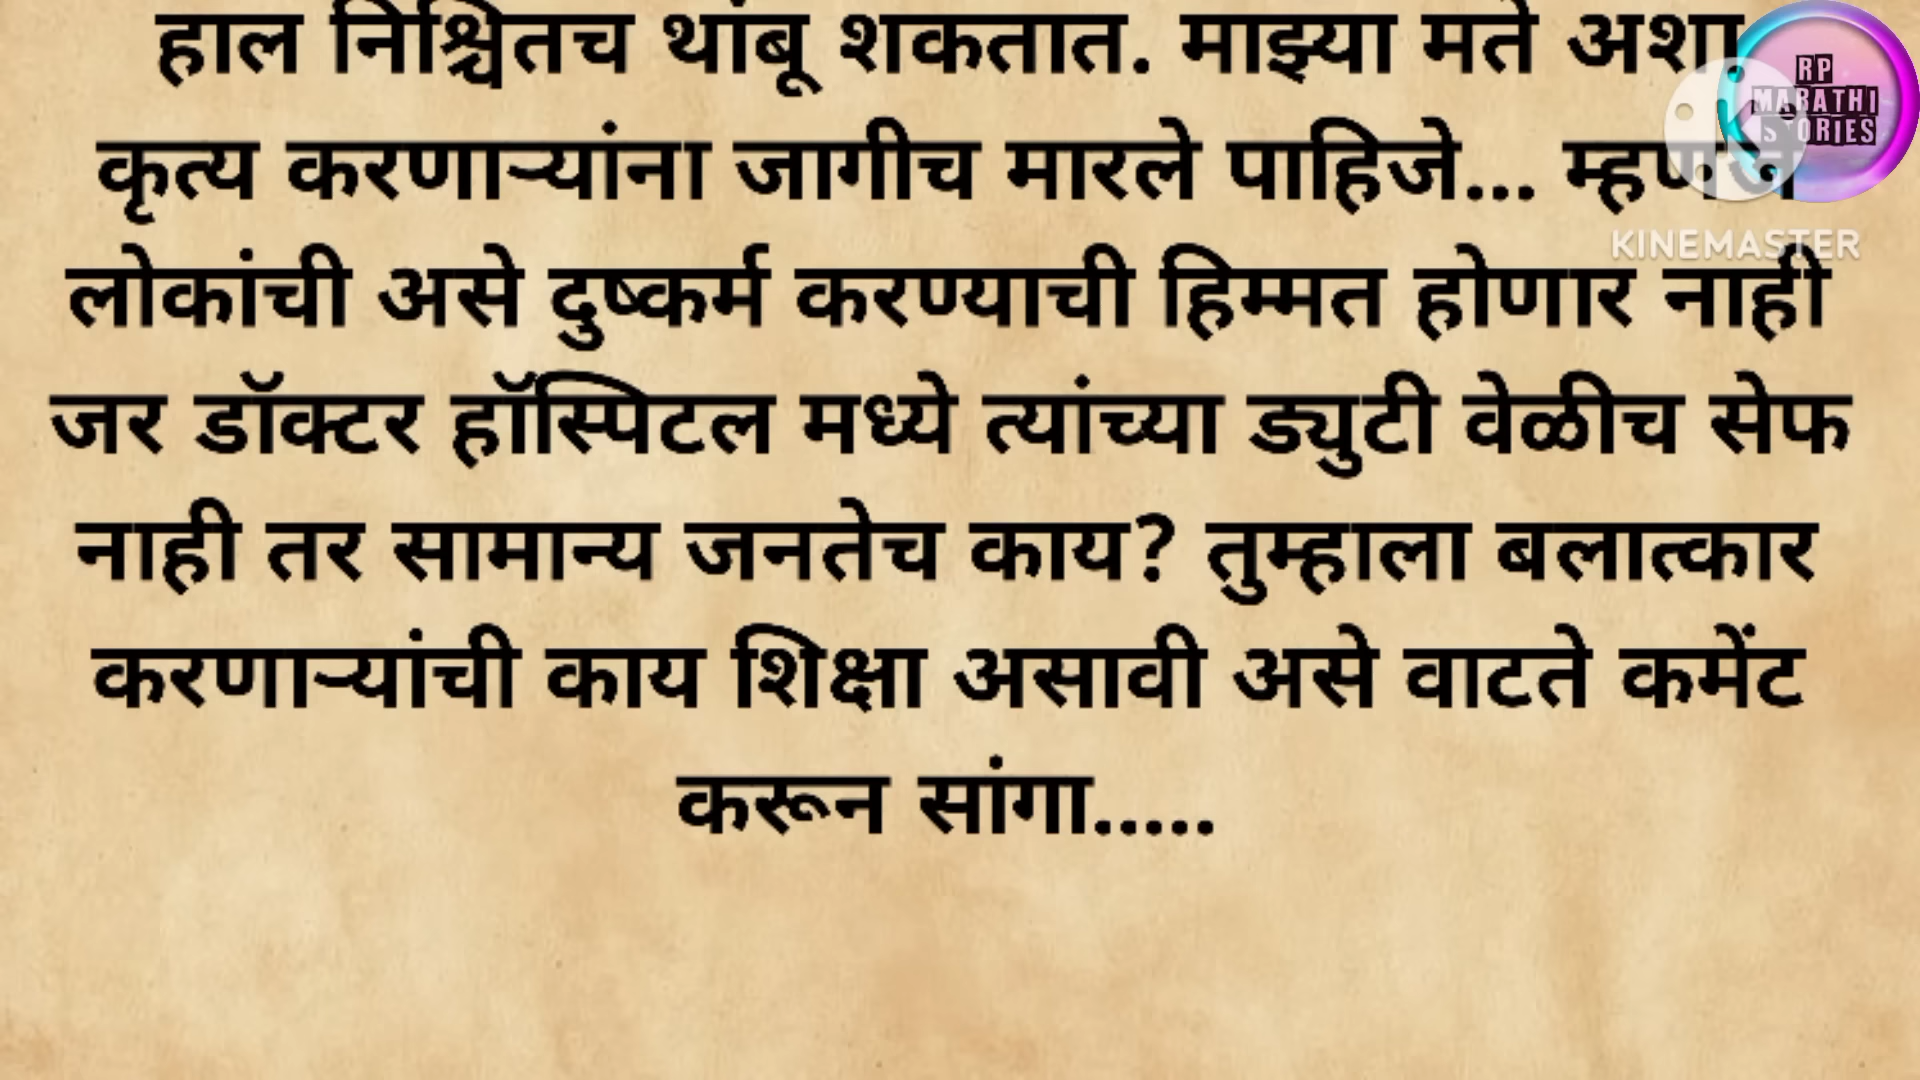 हाल निश्चितच थांबू शकतात. माझ्या मते अशा
कृत्य करणाऱ्यांना जागीच मारले पाहिजे... म्हणजे
लोकांची असे दुष्कर्म करण्याची हिम्मत होणार नाही
जर डॉक्टर हॉस्पिटल मध्ये त्यांच्या ड्युटी वेळीच सेफ
नाही तर सामान्य जनतेच काय? तुम्हाला बलात्कार
करणाऱ्यांची काय शिक्षा असावी असे वाटते कमेंट
करून सांगा.....
RP
MARATHI
STORIES
KINEMASTER